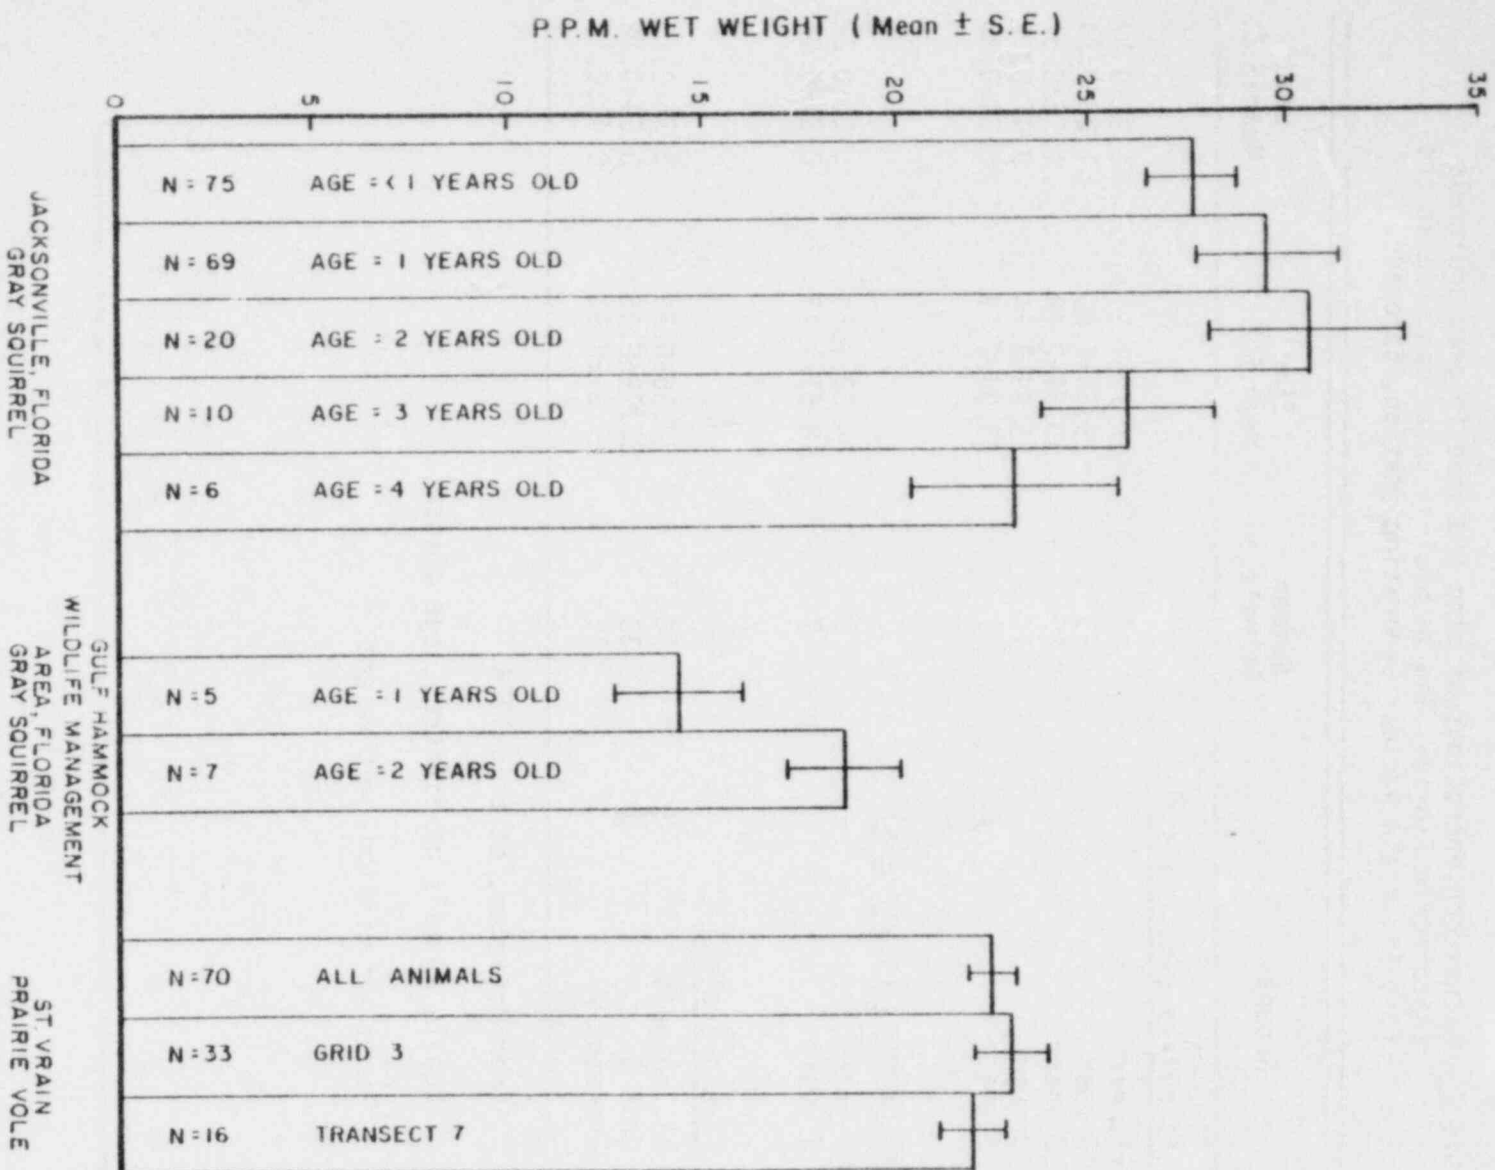 P.P.M. WET WEIGHT ( Mean ± S.E. )
0 5 10 15 20 25 30 35
JACKSONVILLE, FLORIDA
GRAY SQUIRREL
N = 75 AGE = < 1 YEARS OLD
N = 69 AGE = 1 YEARS OLD
N = 20 AGE = 2 YEARS OLD
N = 10 AGE = 3 YEARS OLD
N = 6 AGE = 4 YEARS OLD
GULF HAMMOCK
WILDLIFE MANAGEMENT
AREA, FLORIDA
GRAY SQUIRREL
N = 5 AGE = 1 YEARS OLD
N = 7 AGE = 2 YEARS OLD
ST. VRAIN
PRAIRIE VOLE
N = 70 ALL ANIMALS
N = 33 GRID 3
N = 16 TRANSECT 7